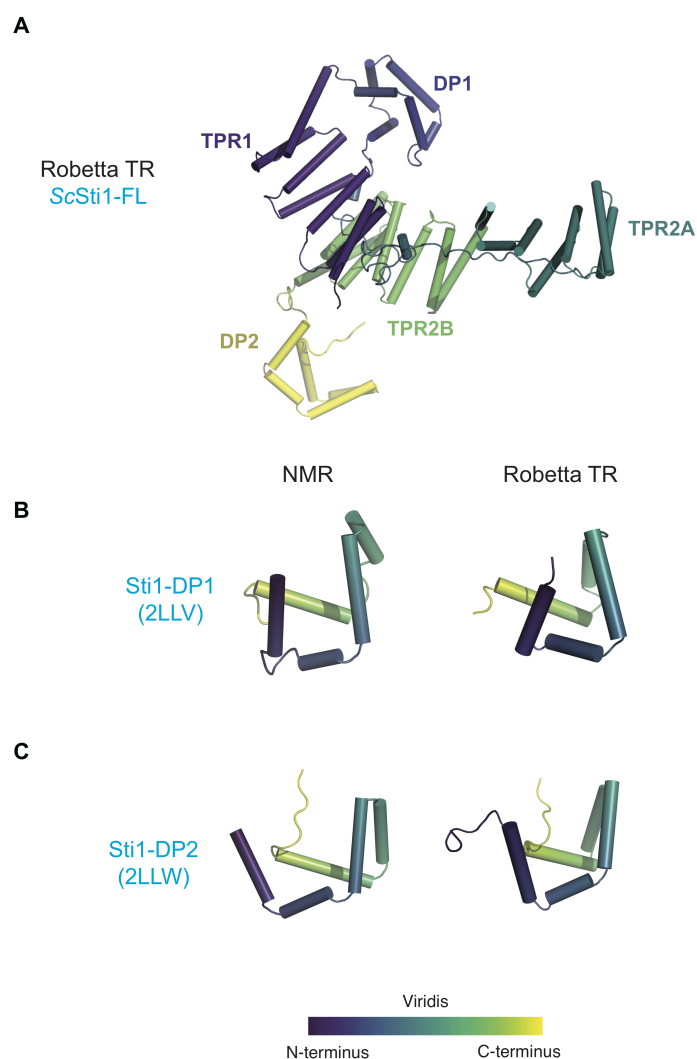 A
DP1
TPR1
Robetta TR
ScSti1-FL
TPR2A
DP2
TPR2B
NMR
Robetta TR
B
Sti1-DP1
(2LLV)
C
Sti1-DP2
(2LLW)
Viridis
N-terminus
C-terminus